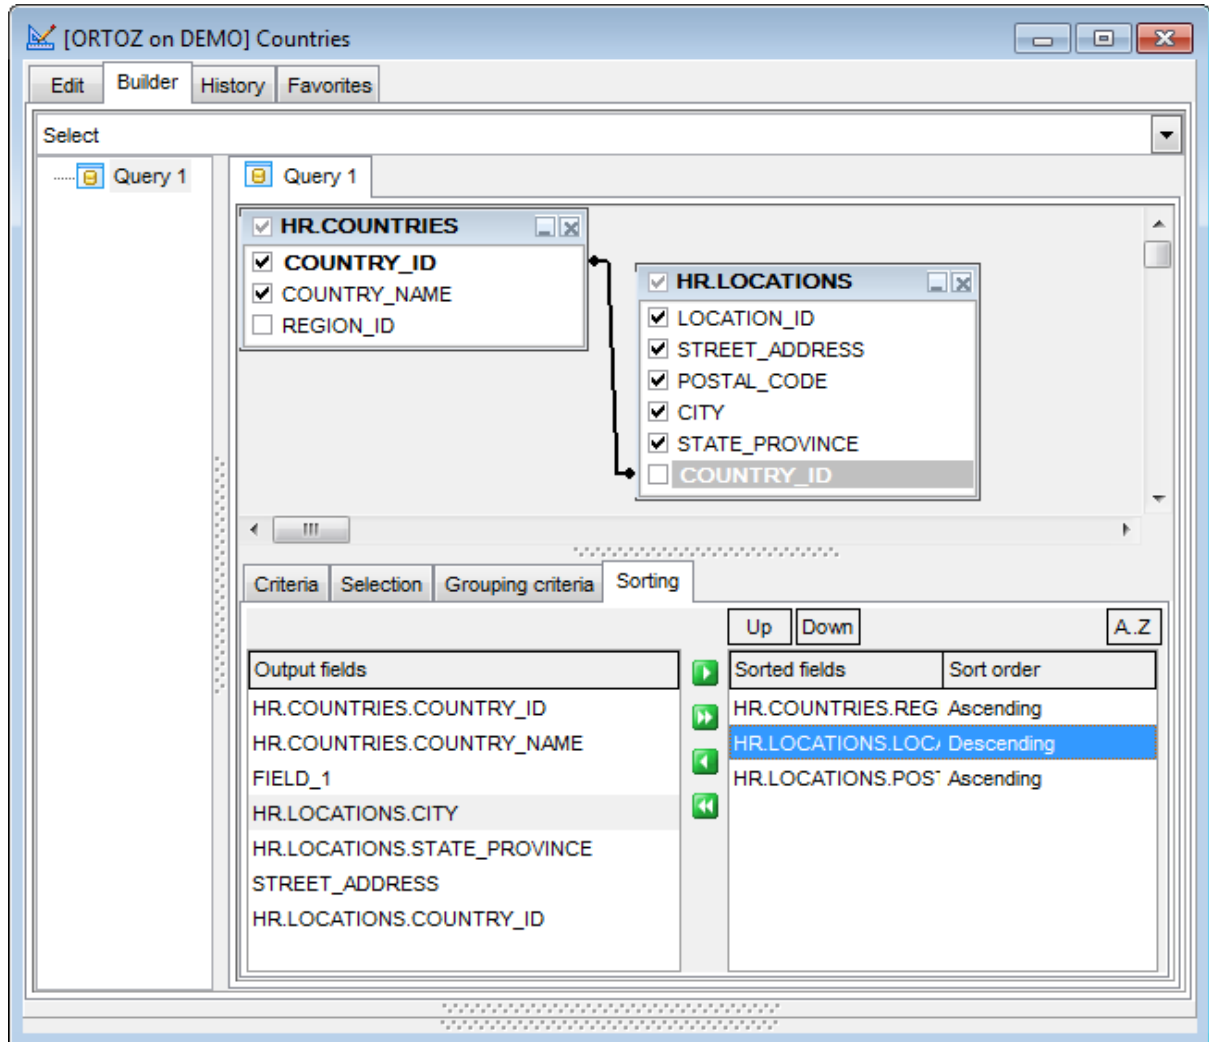 [ORTOZ on DEMO] Countries
Edit Builder History Favorites
Select
Query 1
Query 1
HR.COUNTRIES
COUNTRY_ID
COUNTRY_NAME
REGION_ID
HR.LOCATIONS
LOCATION_ID
STREET_ADDRESS
POSTAL_CODE
CITY
STATE_PROVINCE
COUNTRY_ID
Criteria Selection Grouping criteria Sorting
Up Down A..Z
Output fields
HR.COUNTRIES.COUNTRY_ID
HR.COUNTRIES.COUNTRY_NAME
FIELD_1
HR.LOCATIONS.CITY
HR.LOCATIONS.STATE_PROVINCE
STREET_ADDRESS
HR.LOCATIONS.COUNTRY_ID
Sorted fields Sort order
HR.COUNTRIES.REG Ascending
HR.LOCATIONS.LOCA Descending
HR.LOCATIONS.POST Ascending